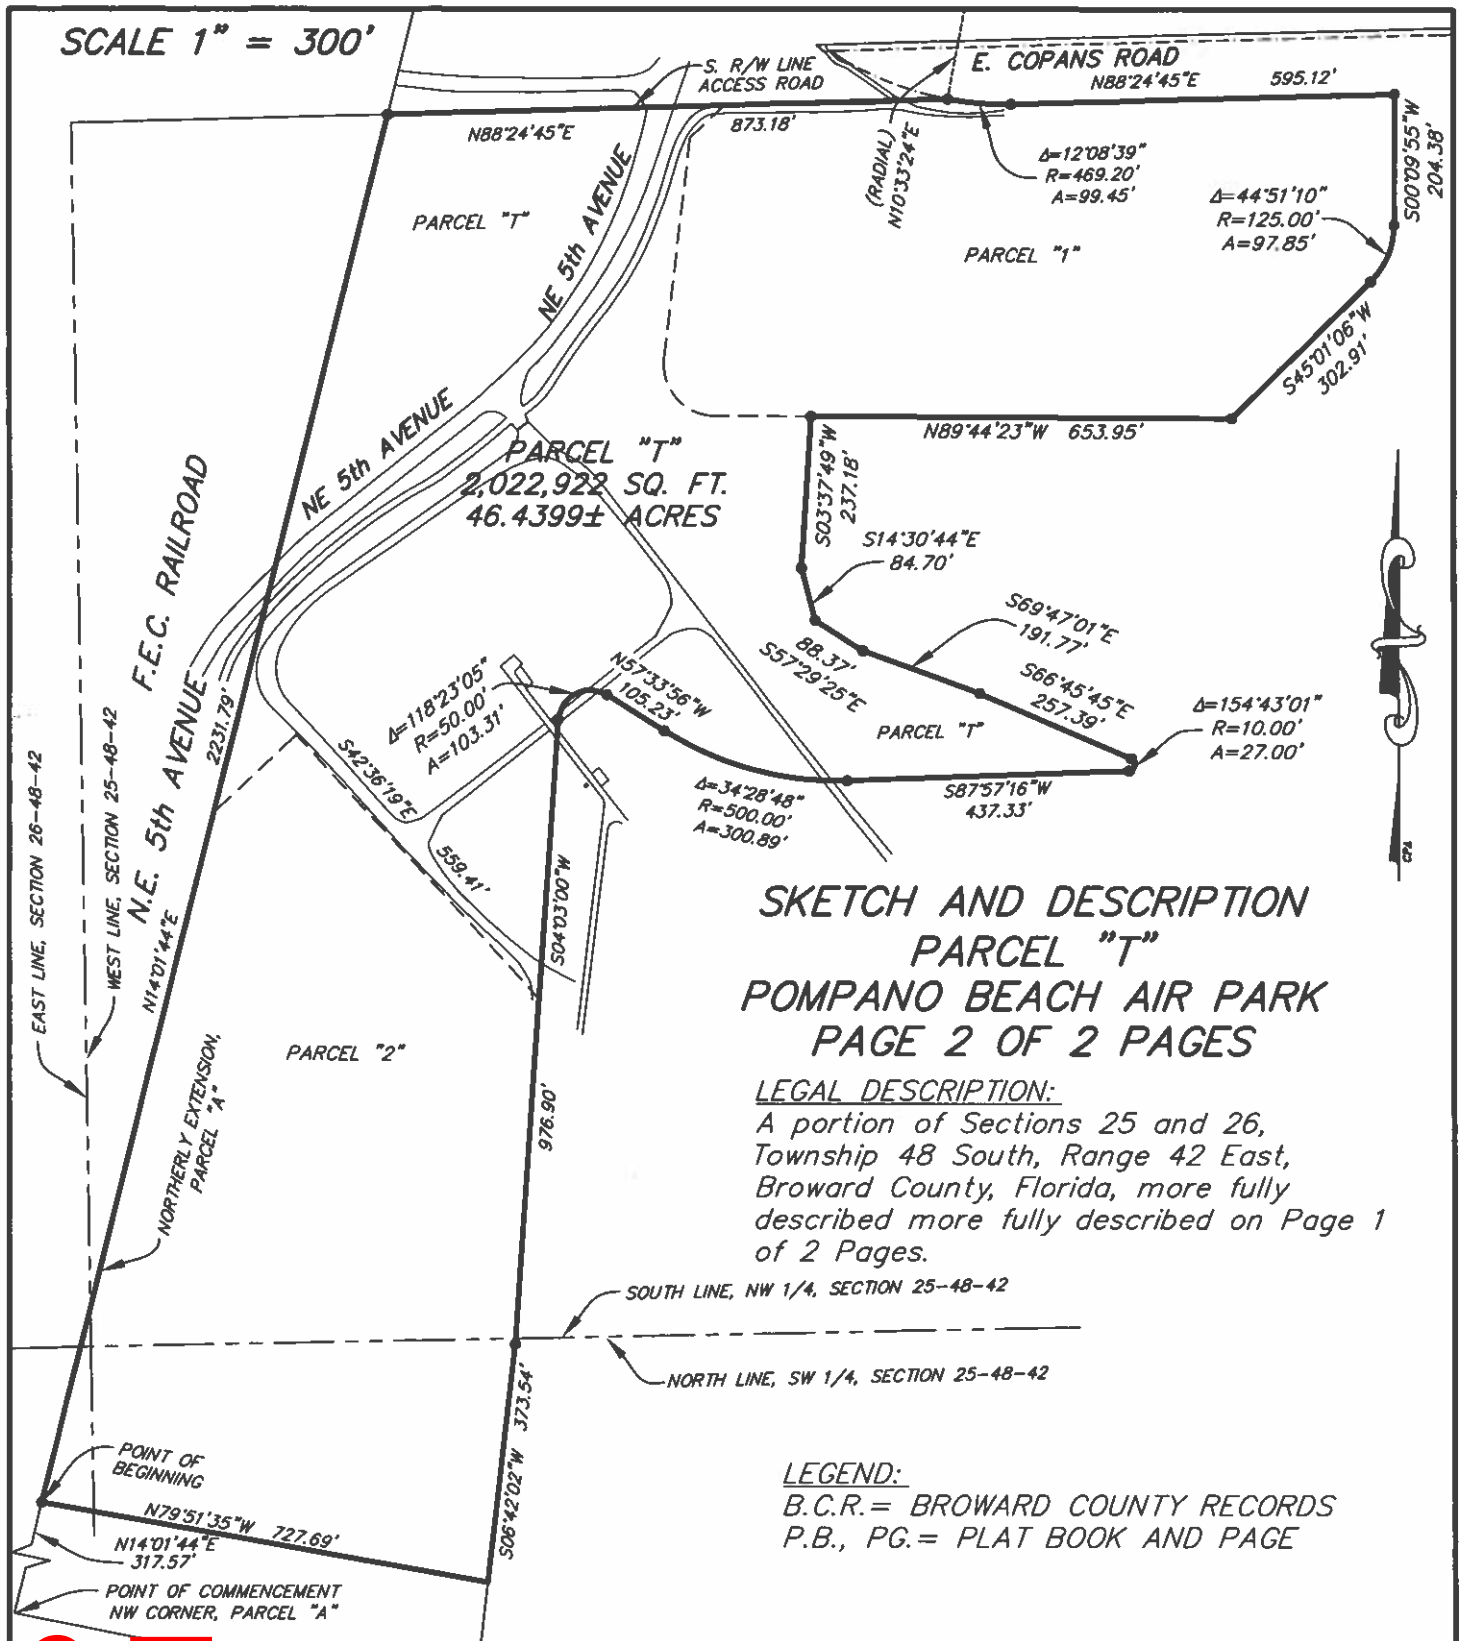 SCALE 1" = 300'
S. R/W LINE
ACCESS ROAD
E. COPANS ROAD
N88°24'45"E 595.12'
N88°24'45"E
873.18'
(RADIAL)
N10°33'24"E
Δ=12°08'39"
R=469.20'
A=99.45'
S00°09'55"W
204.38'
Δ=44°51'10"
R=125.00'
A=97.85'
PARCEL "T"
NE 5th AVENUE
PARCEL "1"
S45°01'06"W
302.91'
NE 5th AVENUE
PARCEL "T"
2,022,922 SQ. FT.
46.4399± ACRES
N89°44'23"W 653.95'
S03°37'49"W
237.18'
S14°30'44"E
84.70'
F.E.C. RAILROAD
S69°47'01"E
191.77'
88.37'
S57°29'25"E
S66°45'45"E
257.39'
N57°33'56"W
105.23'
Δ=118°23'05"
R=50.00'
A=103.31'
Δ=154°43'01"
R=10.00'
A=27.00'
PARCEL "T"
N.E. 5th AVENUE
2231.79'
S42°36'19"E
559.41'
Δ=34°28'48"
R=500.00'
A=300.89'
S87°57'16"W
437.33'
CPA
EAST LINE, SECTION 26-48-42
WEST LINE, SECTION 25-48-42
N14°01'44"E
S04°03'00"W
976.90'
SKETCH AND DESCRIPTION
PARCEL "T"
POMPANO BEACH AIR PARK
PAGE 2 OF 2 PAGES
PARCEL "2"
NORTHERLY EXTENSION,
PARCEL "A"
LEGAL DESCRIPTION:
A portion of Sections 25 and 26,
Township 48 South, Range 42 East,
Broward County, Florida, more fully
described more fully described on Page 1
of 2 Pages.
SOUTH LINE, NW 1/4, SECTION 25-48-42
NORTH LINE, SW 1/4, SECTION 25-48-42
S06°42'02"W 373.54'
POINT OF
BEGINNING
N79°51'35"W 727.69'
N14°01'44"E
317.57'
POINT OF COMMENCEMENT
NW CORNER, PARCEL "A"
LEGEND:
B.C.R.= BROWARD COUNTY RECORDS
P.B., PG.= PLAT BOOK AND PAGE